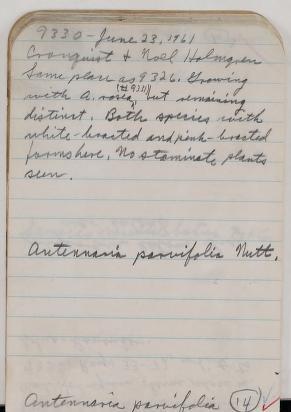 9330 - June 23, 1961
Cronquist & Noel Holmgren
Same place as 9326. Growing
with A. rosea (#9331) but remaining
distinct. Both species with
white-bracted and pink-bracted
forms here. No staminate plants
seen.
Antennaria parvifolia Nutt.
Antennaria parvifolia 14